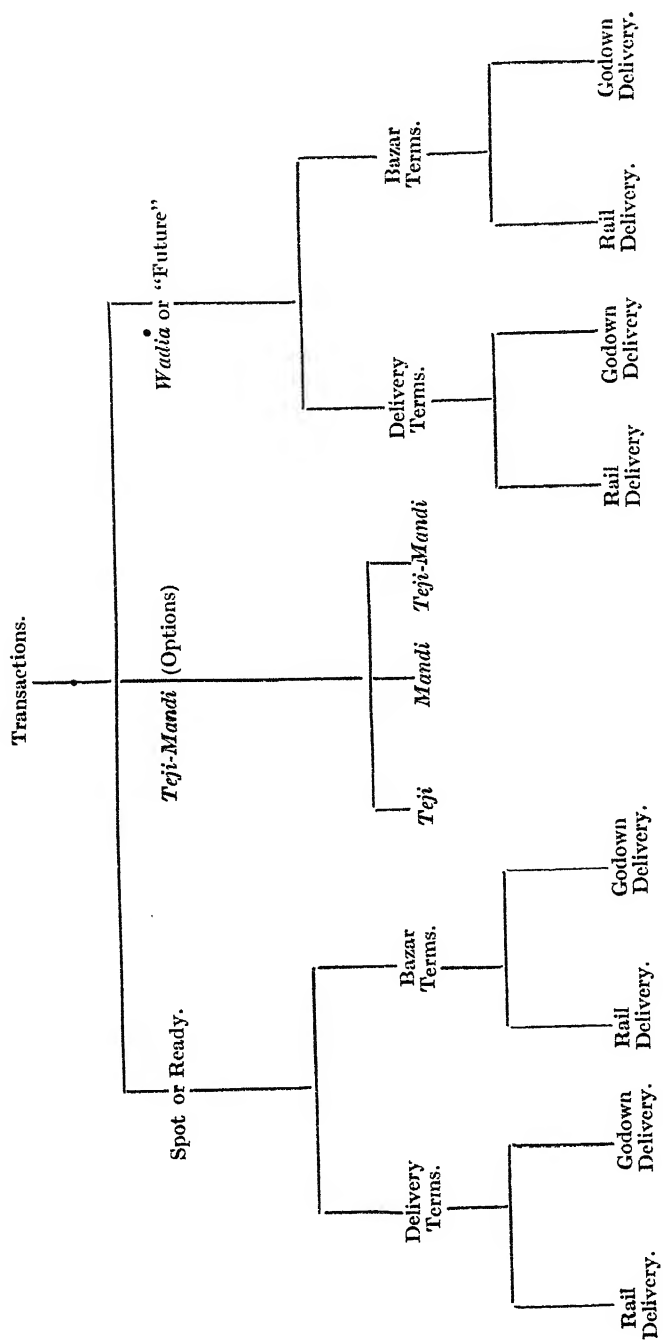 Transactions.
Spot or Ready.
Teji-Mandi (Options)
Wadia or “Future”
Delivery
Terms.
Bazar
Terms.
Teji
Mandi
Teji-Mandi
Delivery
Terms.
Bazar
Terms.
Rail
Delivery.
Godown
Delivery.
Rail
Delivery.
Godown
Delivery.
Rail
Delivery
Godown
Delivery
Rail
Delivery.
Godown
Delivery.